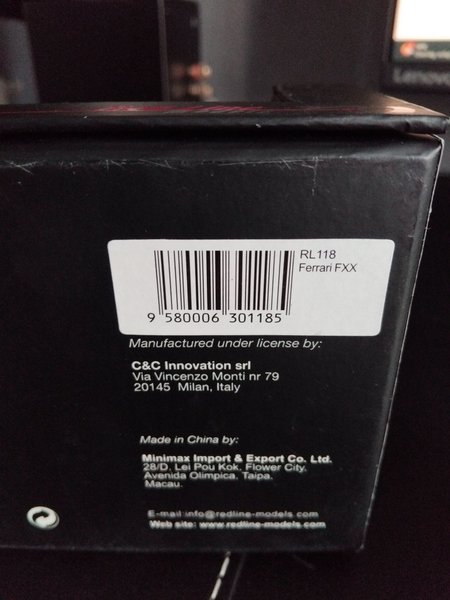 Lenovo
RL118
Ferrari FXX
9 580006 301185
Manufactured under license by:
C&C Innovation srl
Via Vincenzo Monti nr 79
20145 Milan, Italy
Made in China by:
Minimax Import & Export Co. Ltd.
28/D, Lei Pou Kok, Flower City,
Avenida Olimpica, Taipa,
Macau.
E-mail:info@redline-models.com
Web site: www.redline-models.com